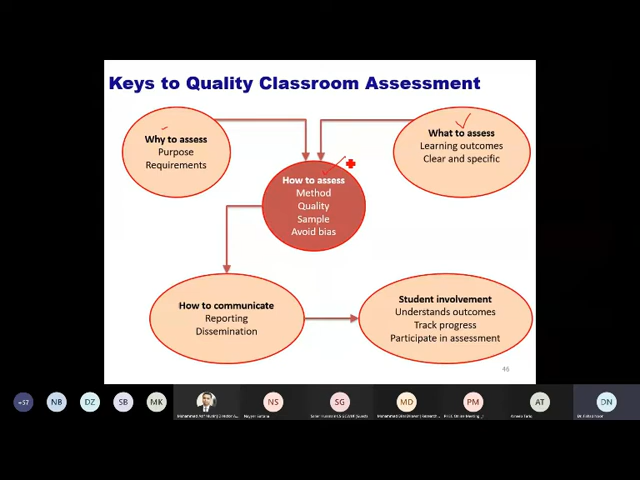 Keys to Quality Classroom Assessment
Why to assess
Purpose
Requirements
What to assess
Learning outcomes
Clear and specific
How to assess
Method
Quality
Sample
Avoid bias
How to communicate
Reporting
Dissemination
Student involvement
Understands outcomes
Track progress
Participate in assessment
46
+57
NB
DZ
SB
MK
NS
SG
MD
PM
AT
DN